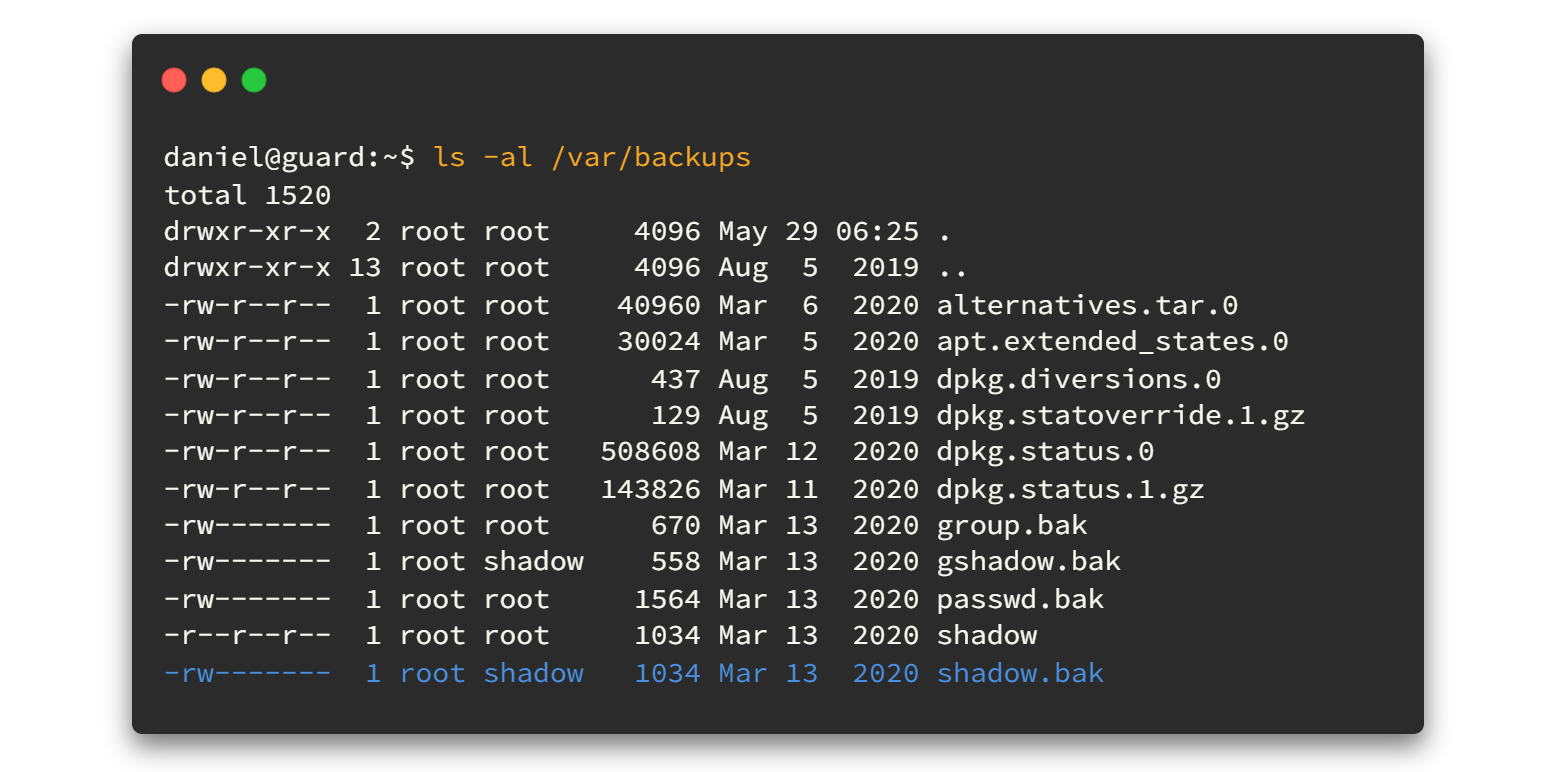 daniel@guard:~$ ls -al /var/backups
total 1520
drwxr-xr-x  2 root root     4096 May 29 06:25 .
drwxr-xr-x 13 root root     4096 Aug  5  2019 ..
-rw-r--r--  1 root root    40960 Mar  6  2020 alternatives.tar.0
-rw-r--r--  1 root root    30024 Mar  5  2020 apt.extended_states.0
-rw-r--r--  1 root root      437 Aug  5  2019 dpkg.diversions.0
-rw-r--r--  1 root root      129 Aug  5  2019 dpkg.statoverride.1.gz
-rw-r--r--  1 root root   508608 Mar 12  2020 dpkg.status.0
-rw-r--r--  1 root root   143826 Mar 11  2020 dpkg.status.1.gz
-rw-------  1 root root      670 Mar 13  2020 group.bak
-rw-------  1 root shadow    558 Mar 13  2020 gshadow.bak
-rw-------  1 root root     1564 Mar 13  2020 passwd.bak
-r--r--r--  1 root root     1034 Mar 13  2020 shadow
-rw-------  1 root shadow   1034 Mar 13  2020 shadow.bak